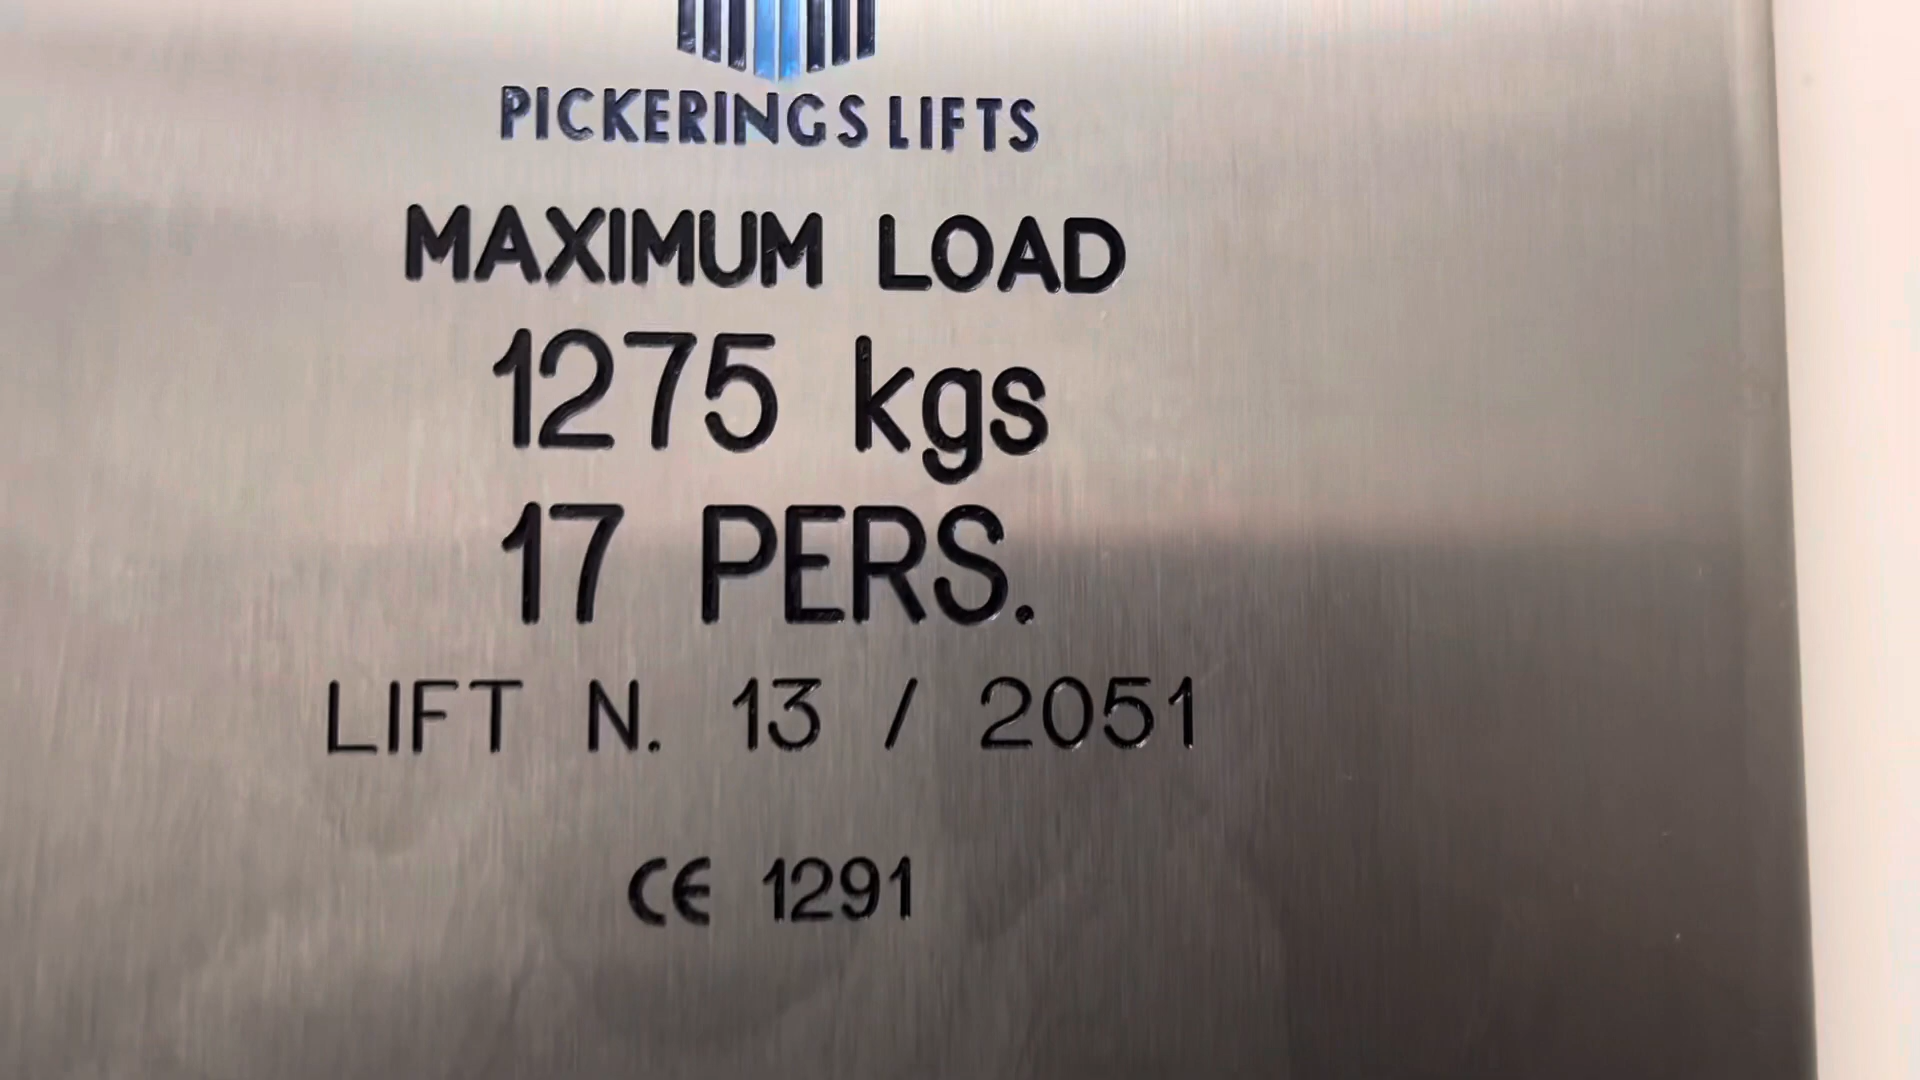 PICKERINGS LIFTS
MAXIMUM LOAD
1275 kgs
17 PERS.
LIFT N. 13 / 2051
CE 1291